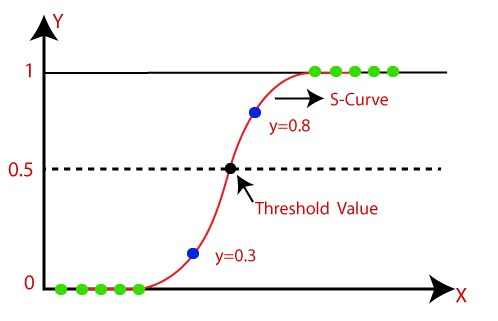 Y
1
S-Curve
y=0.8
0.5
Threshold Value
y=0.3
0
X